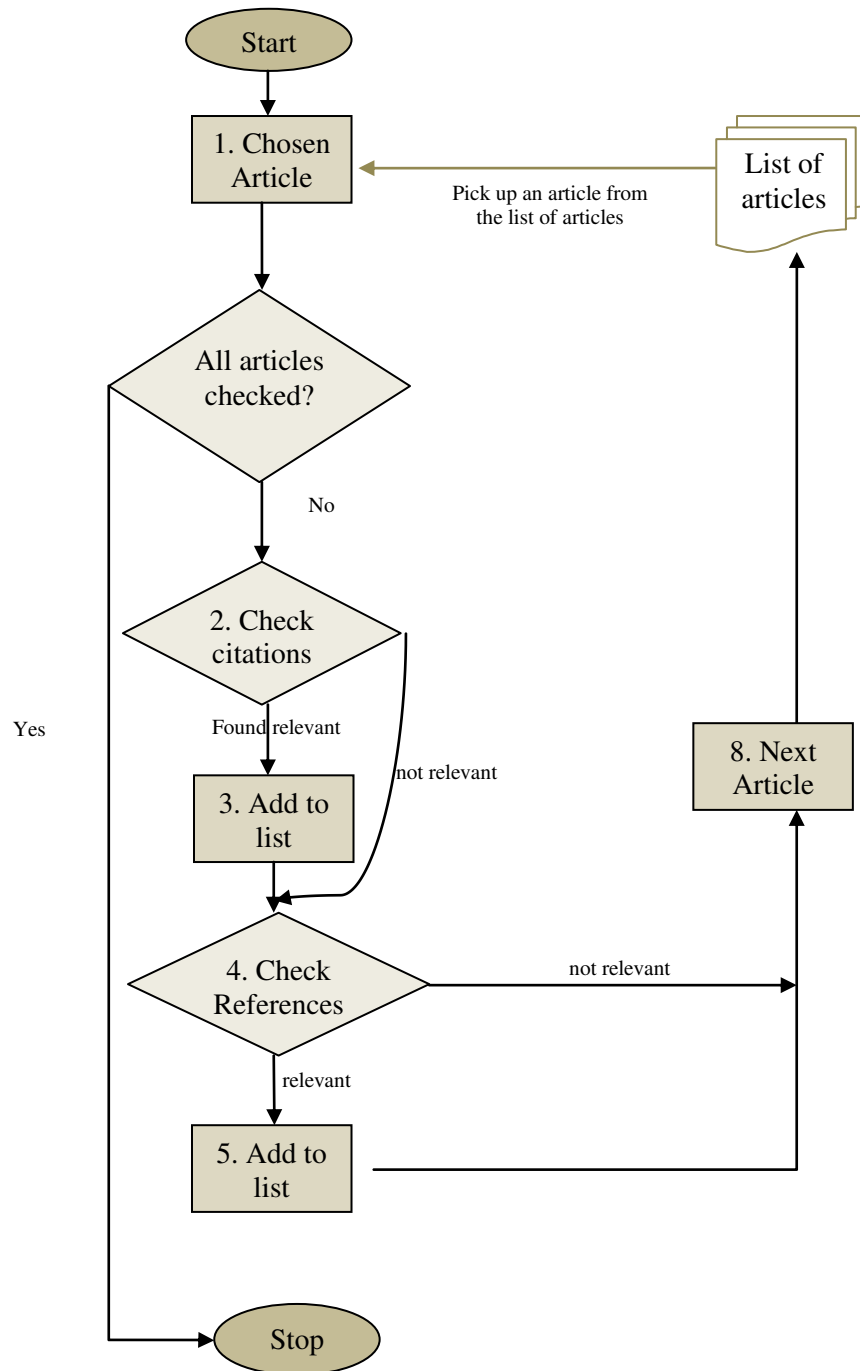 Start
1. Chosen
Article
List of
articles
Pick up an article from
the list of articles
All articles
checked?
No
2. Check
citations
Yes
Found relevant
not relevant
3. Add to
list
8. Next
Article
4. Check
References
not relevant
relevant
5. Add to
list
Stop